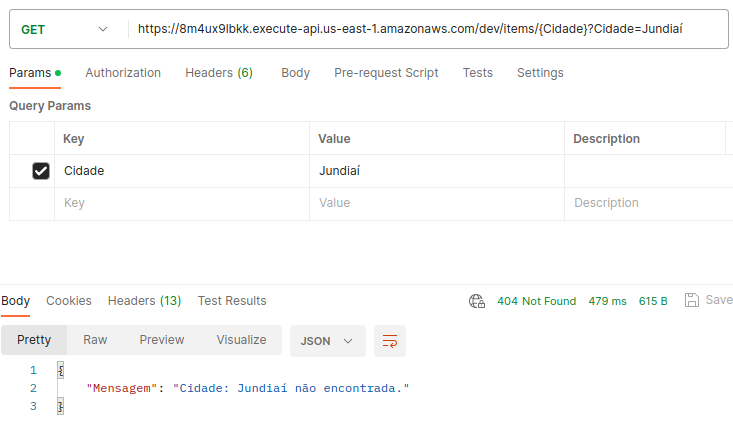 GET https://8m4ux9lbkk.execute-api.us-east-1.amazonaws.com/dev/items/{Cidade}?Cidade=Jundiaí
Params Authorization Headers (6) Body Pre-request Script Tests Settings
Query Params
Key Value Description
Cidade Jundiaí
Key Value Description
Body Cookies Headers (13) Test Results 404 Not Found 479 ms 615 B Save
Pretty Raw Preview Visualize JSON
1 {
2 "Mensagem": "Cidade: Jundiaí não encontrada."
3 }